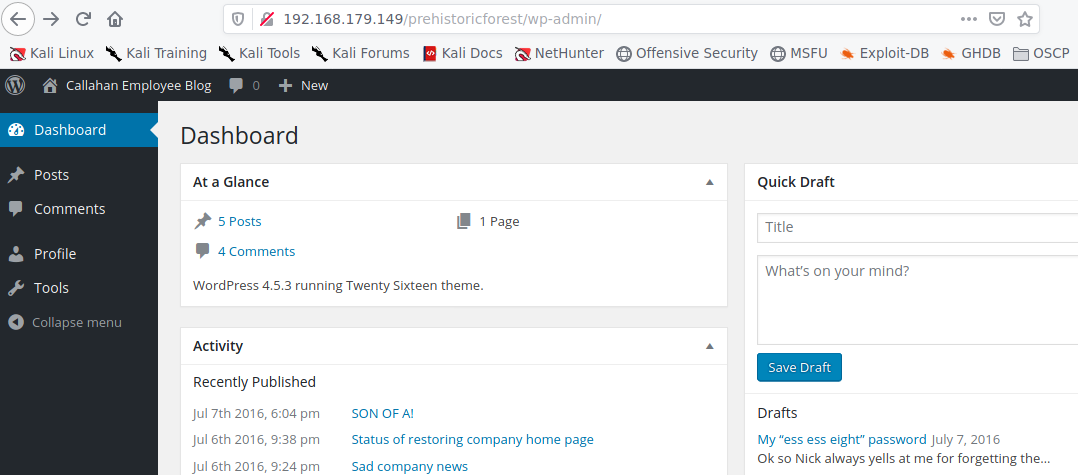 192.168.179.149/prehistoricforest/wp-admin/
Kali Linux Kali Training Kali Tools Kali Forums Kali Docs NetHunter Offensive Security MSFU Exploit-DB GHDB OSCP
Callahan Employee Blog 0 New
Dashboard
Posts
Comments
Profile
Tools
Collapse menu
Dashboard
At a Glance
5 Posts 1 Page
4 Comments
WordPress 4.5.3 running Twenty Sixteen theme.
Activity
Recently Published
Jul 7th 2016, 6:04 pm SON OF A!
Jul 6th 2016, 9:38 pm Status of restoring company home page
Jul 6th 2016, 9:24 pm Sad company news
Quick Draft
Title
What's on your mind?
Save Draft
Drafts
My “ess ess eight” password July 7, 2016
Ok so Nick always yells at me for forgetting the…